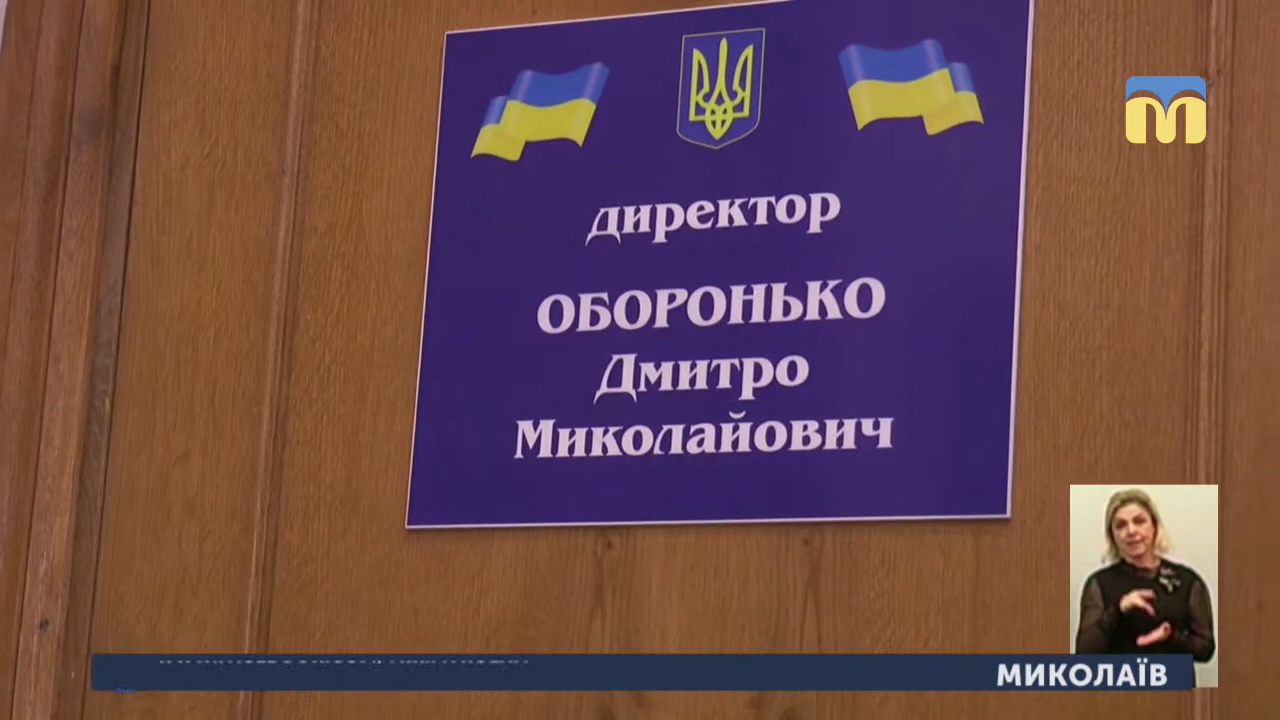 директор
ОБОРОНЬКО
Дмитро
Миколайович
МИКОЛАЇВ